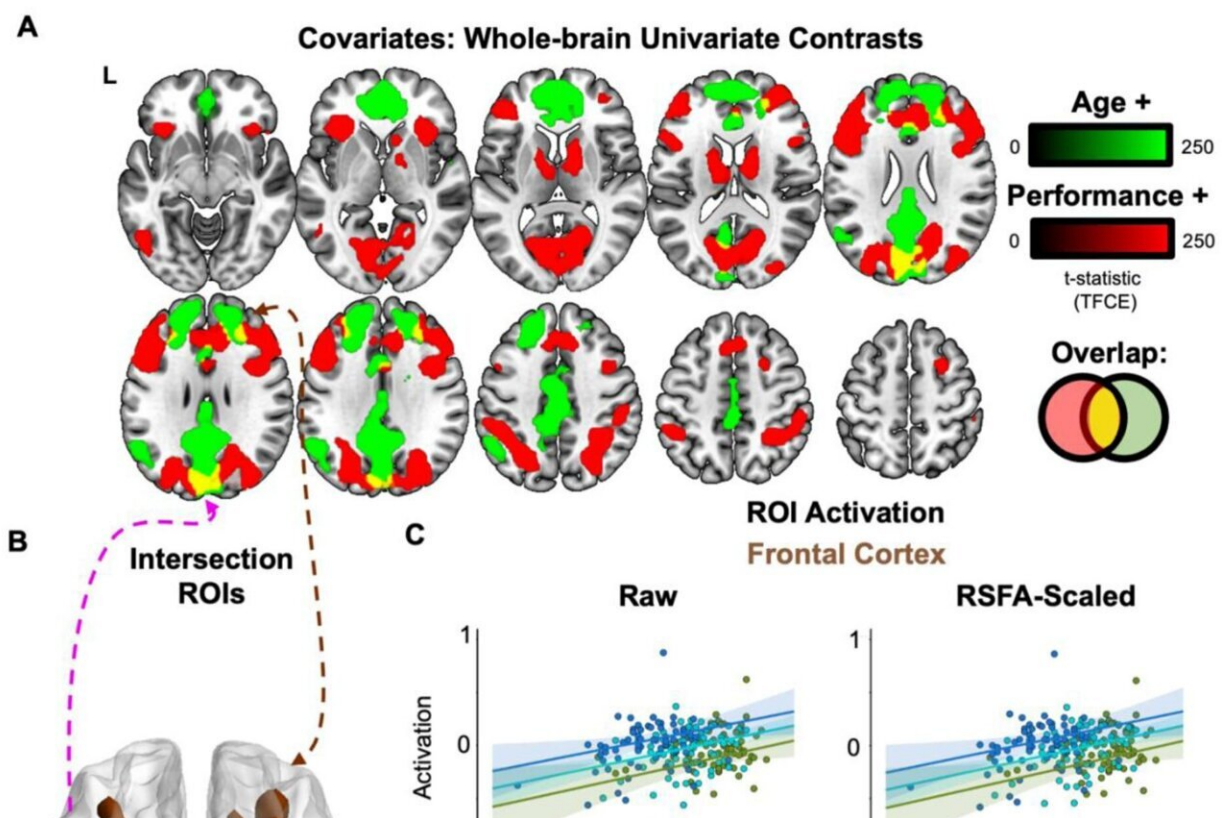 A
Covariates: Whole-brain Univariate Contrasts
L
Age +
0 250
Performance +
0 250
t-statistic
(TFCE)
Overlap:
B
Intersection
ROIs
C
ROI Activation
Frontal Cortex
Raw
RSFA-Scaled
1
0
Activation
1
0